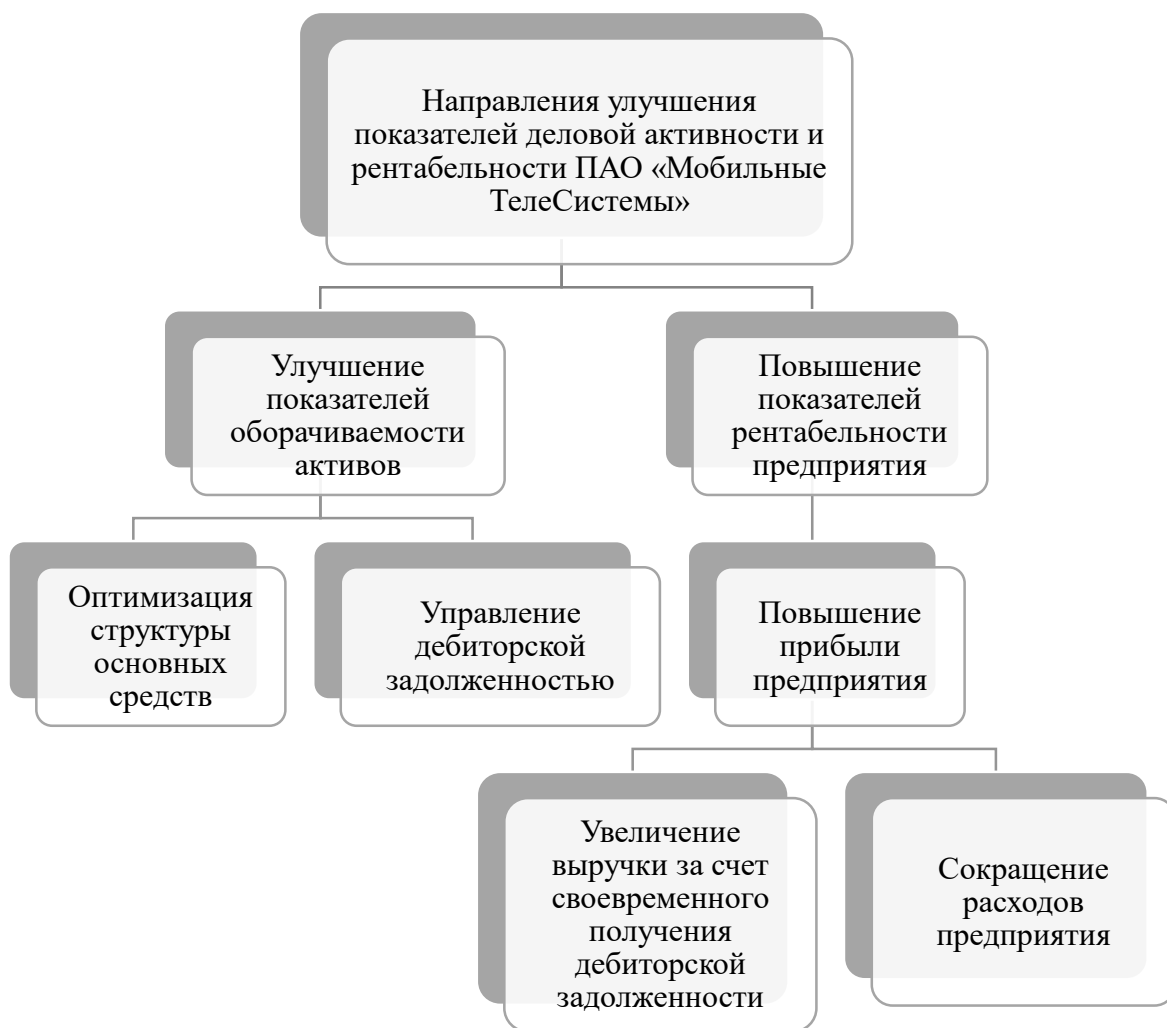 Направления улучшения
показателей деловой активности и
рентабельности ПАО «Мобильные
ТелеСистемы»
Улучшение
показателей
оборачиваемости
активов
Повышение
показателей
рентабельности
предприятия
Оптимизация
структуры
основных
средств
Управление
дебиторской
задолженностью
Повышение
прибыли
предприятия
Увеличение
выручки за счет
своевременного
получения
дебиторской
задолженности
Сокращение
расходов
предприятия